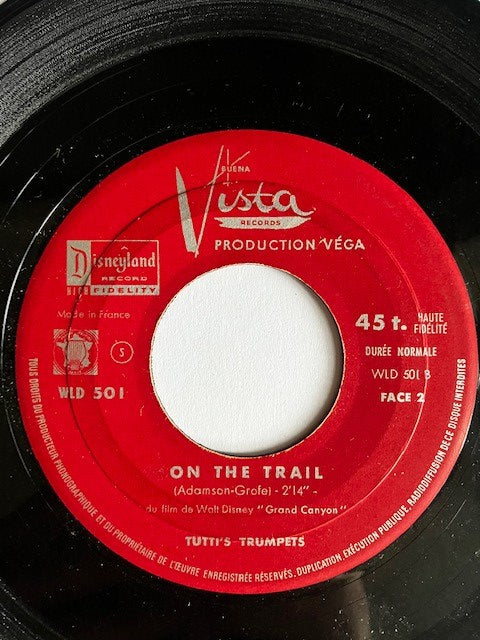 BUENA
Vista
RECORDS
PRODUCTION VÉGA
Disneyland
RECORD
HIGH FIDELITY
Made in France
S
WLD 501
45 t. HAUTE FIDÉLITÉ
DURÉE NORMALE
WLD 501 B
FACE 2
ON THE TRAIL
(Adamson-Grofe) - 2'14" -
du film de Walt Disney "Grand Canyon"
TUTTI'S TRUMPETS
TOUS DROITS DU PRODUCTEUR PHONOGRAPHIQUE ET DU PROPRIÉTAIRE DE L'ŒUVRE ENREGISTRÉE RÉSERVÉS. DUPLICATION EXÉCUTION PUBLIQUE, RADIODIFFUSION DE CE DISQUE INTERDITES